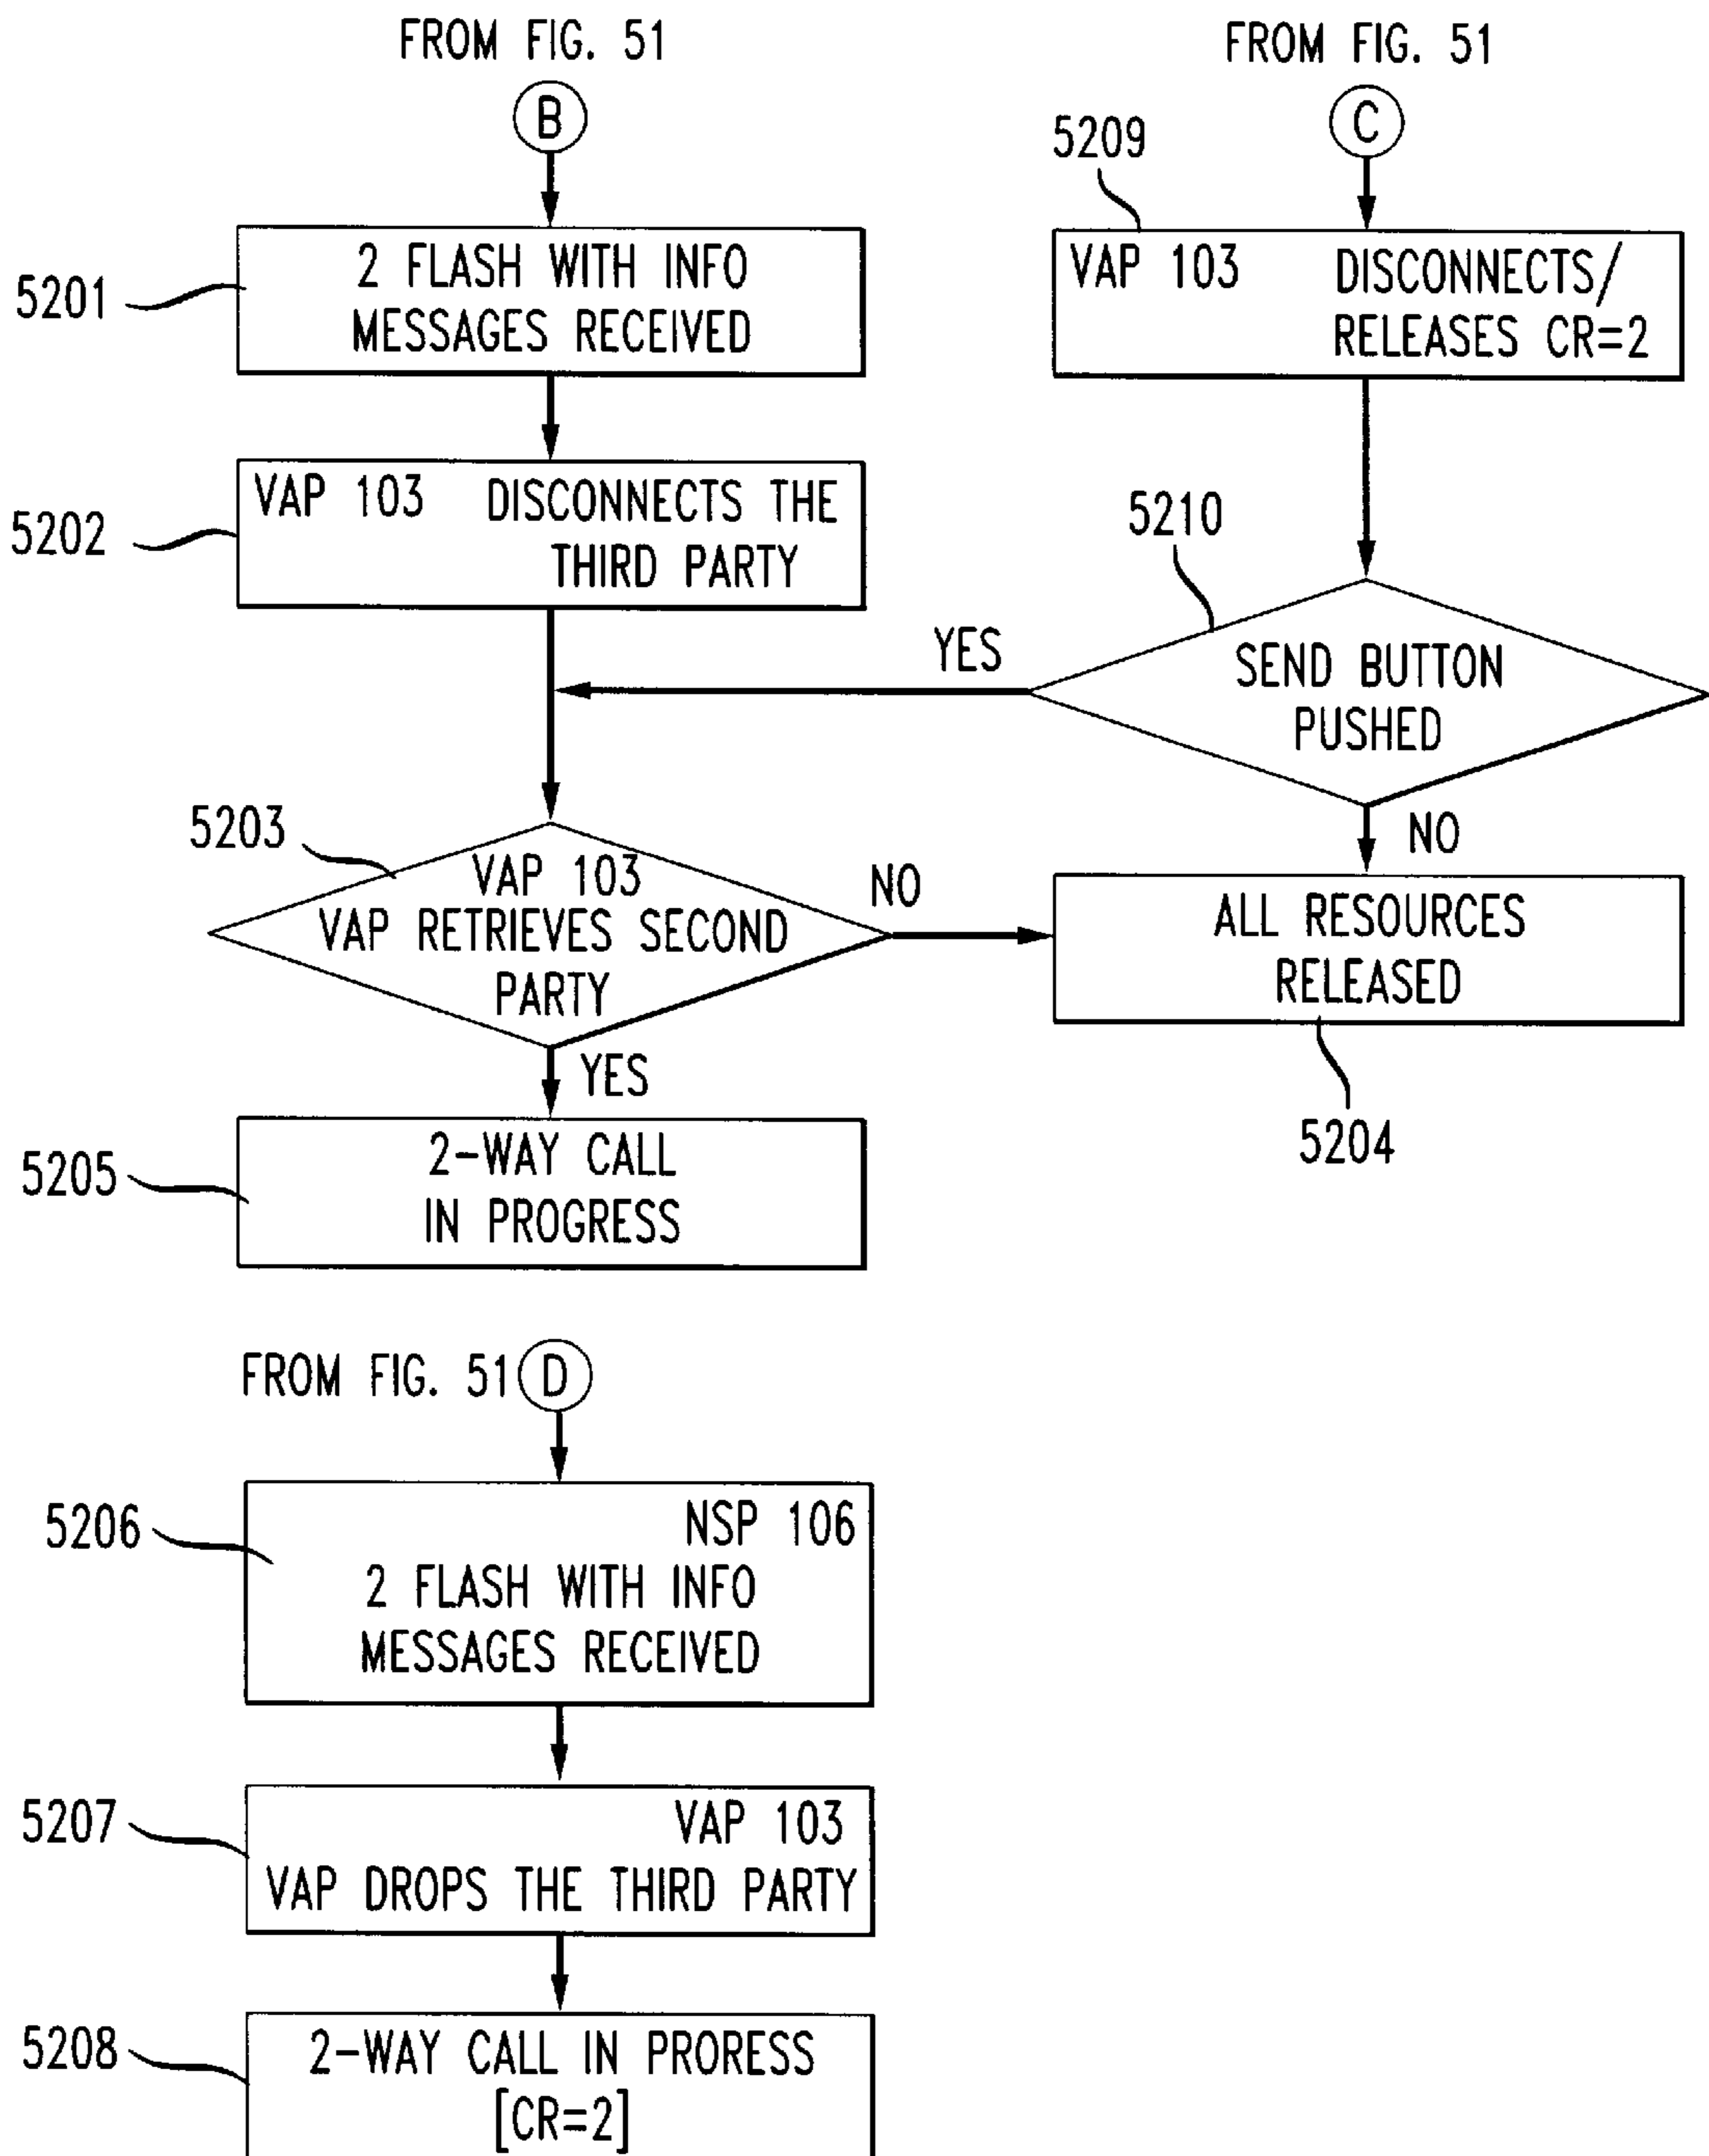 FROM FIG. 51
B
5201
2 FLASH WITH INFO
MESSAGES RECEIVED
5202
VAP 103 DISCONNECTS THE
THIRD PARTY
5203
VAP 103
VAP RETRIEVES SECOND
PARTY
NO
YES
5205
2-WAY CALL
IN PROGRESS
FROM FIG. 51
C
5209
VAP 103 DISCONNECTS/
RELEASES CR=2
5210
SEND BUTTON
PUSHED
YES
NO
ALL RESOURCES
RELEASED
5204
FROM FIG. 51 D
5206
NSP 106
2 FLASH WITH INFO
MESSAGES RECEIVED
5207
VAP 103
VAP DROPS THE THIRD PARTY
5208
2-WAY CALL IN PRORESS
[CR=2]